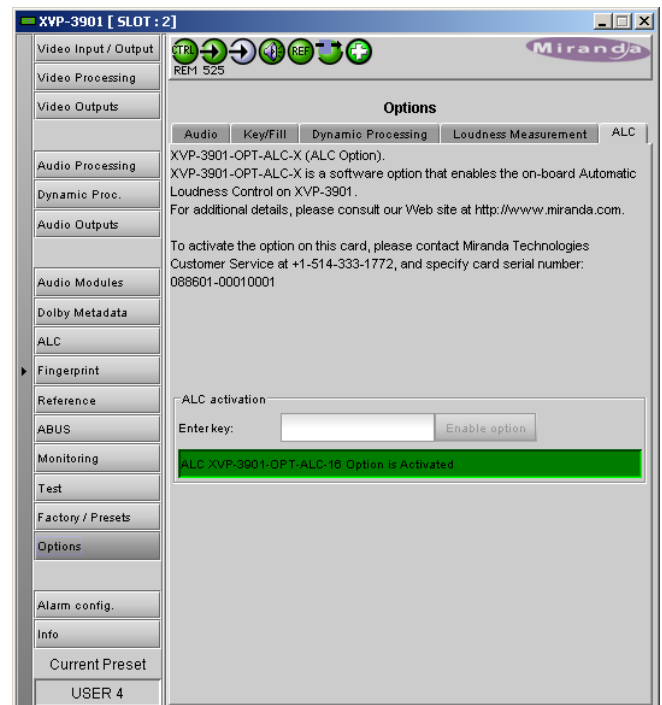 XVP-3901 [ SLOT : 2]
Video Input / Output
Video Processing
Video Outputs
Audio Processing
Dynamic Proc.
Audio Outputs
Audio Modules
Dolby Metadata
ALC
Fingerprint
Reference
ABUS
Monitoring
Test
Factory / Presets
Options
Alarm config.
Info
Current Preset
USER 4
CTRL
REF
REM 525
Miranda
Options
Audio
Key/Fill
Dynamic Processing
Loudness Measurement
ALC
XVP-3901-OPT-ALC-X (ALC Option).
XVP-3901-OPT-ALC-X is a software option that enables the on-board Automatic
Loudness Control on XVP-3901.
For additional details, please consult our Web site at http://www.miranda.com.
To activate the option on this card, please contact Miranda Technologies
Customer Service at +1-514-333-1772, and specify card serial number:
088601-00010001
ALC activation
Enter key:
Enable option
ALC XVP-3901-OPT-ALC-16 Option is Activated